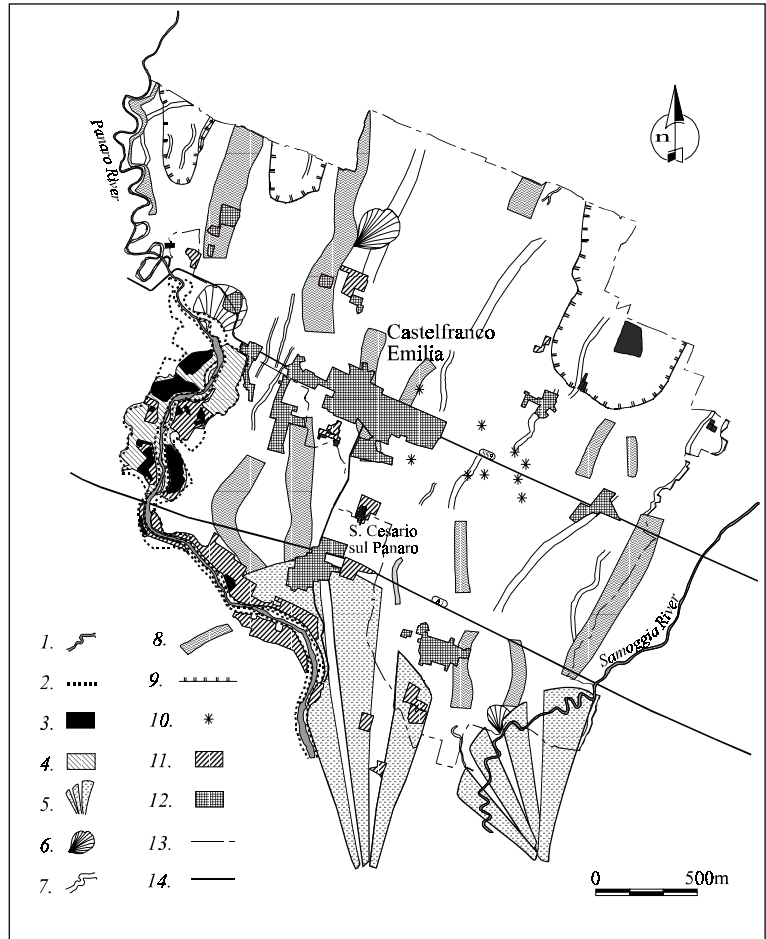 Panaro River
n
Castelfranco
Emilia
S. Cesario
sul Panaro
Samoggia River
1.
2.
3.
4.
5.
6.
7.
8.
9.
10.
11.
12.
13.
14.
0 500m